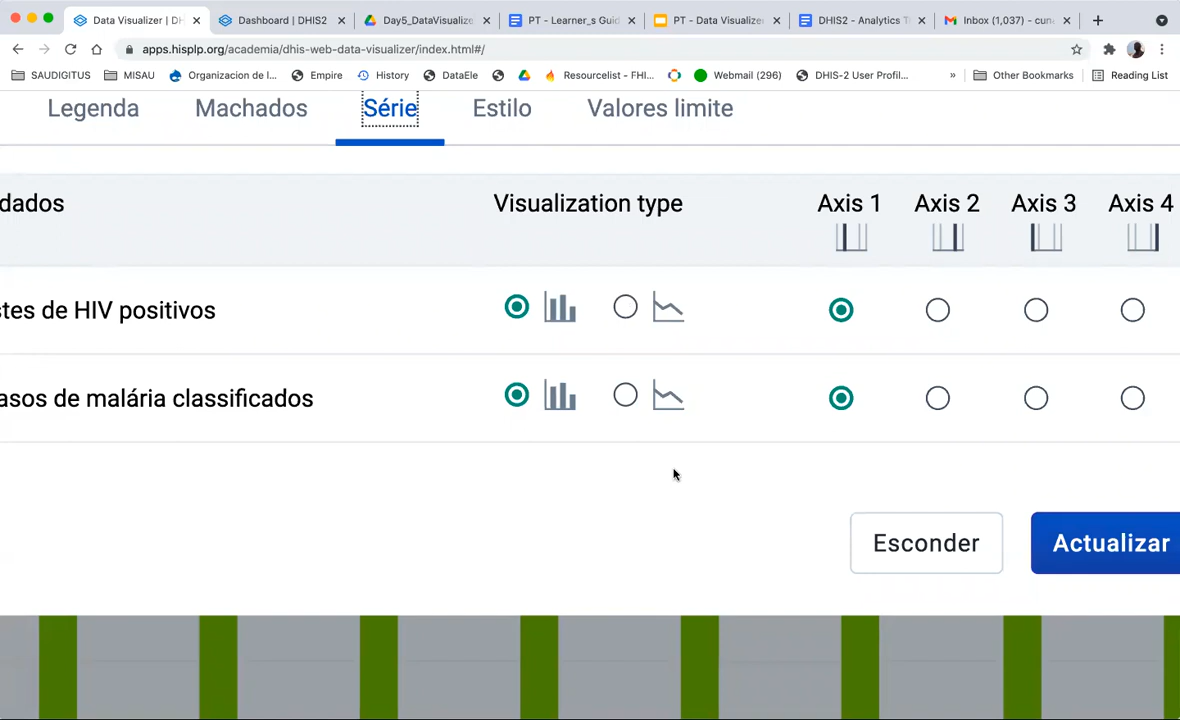 Data Visualizer | DH
Dashboard | DHIS2
Day5_DataVisualize
PT - Learner_s Guid
PT - Data Visualize
DHIS2 - Analytics T
Inbox (1,037) - cun
apps.hisplp.org/academia/dhis-web-data-visualizer/index.html#/
SAUDIGITUS
MISAU
Organizacion de l...
Empire
History
DataEle
Resourcelist - FHI...
Webmail (296)
DHIS-2 User Profil...
»
Other Bookmarks
Reading List
Legenda
Machados
Série
Estilo
Valores limite
dados
Visualization type
Axis 1
Axis 2
Axis 3
Axis 4
stes de HIV positivos
asos de malária classificados
Esconder
Actualizar